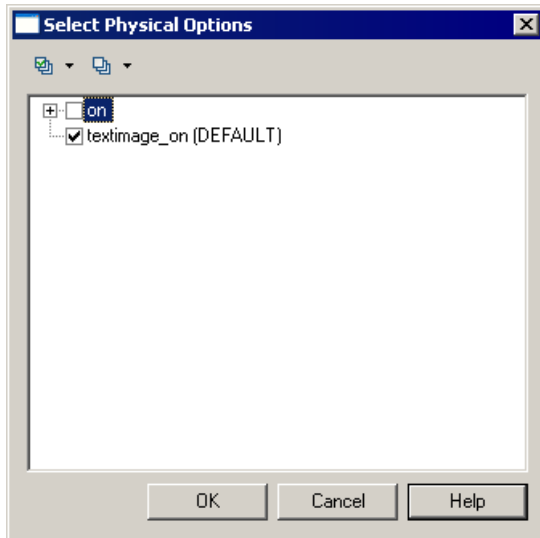 Select Physical Options
on
textimage_on (DEFAULT)
OK Cancel Help